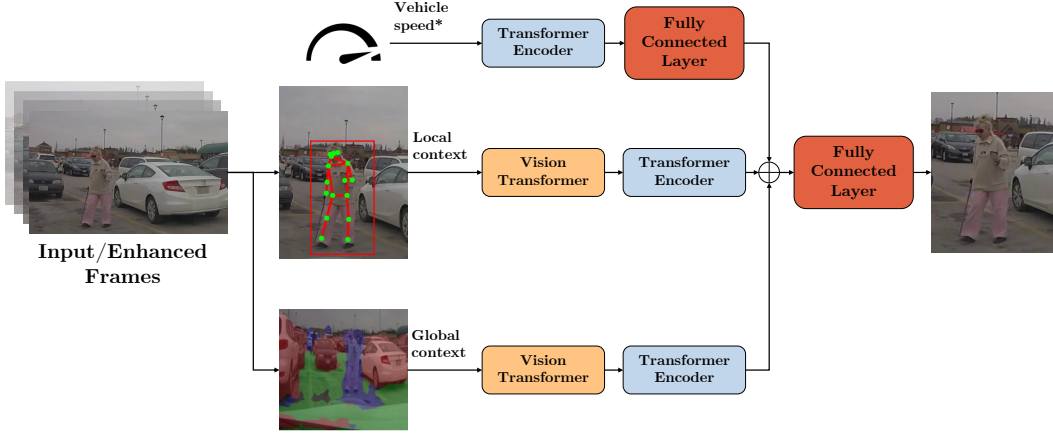 Vehicle
speed*
Transformer
Encoder
Fully
Connected
Layer
Input/Enhanced
Frames
Local
context
Vision
Transformer
Transformer
Encoder
Fully
Connected
Layer
Global
context
Vision
Transformer
Transformer
Encoder